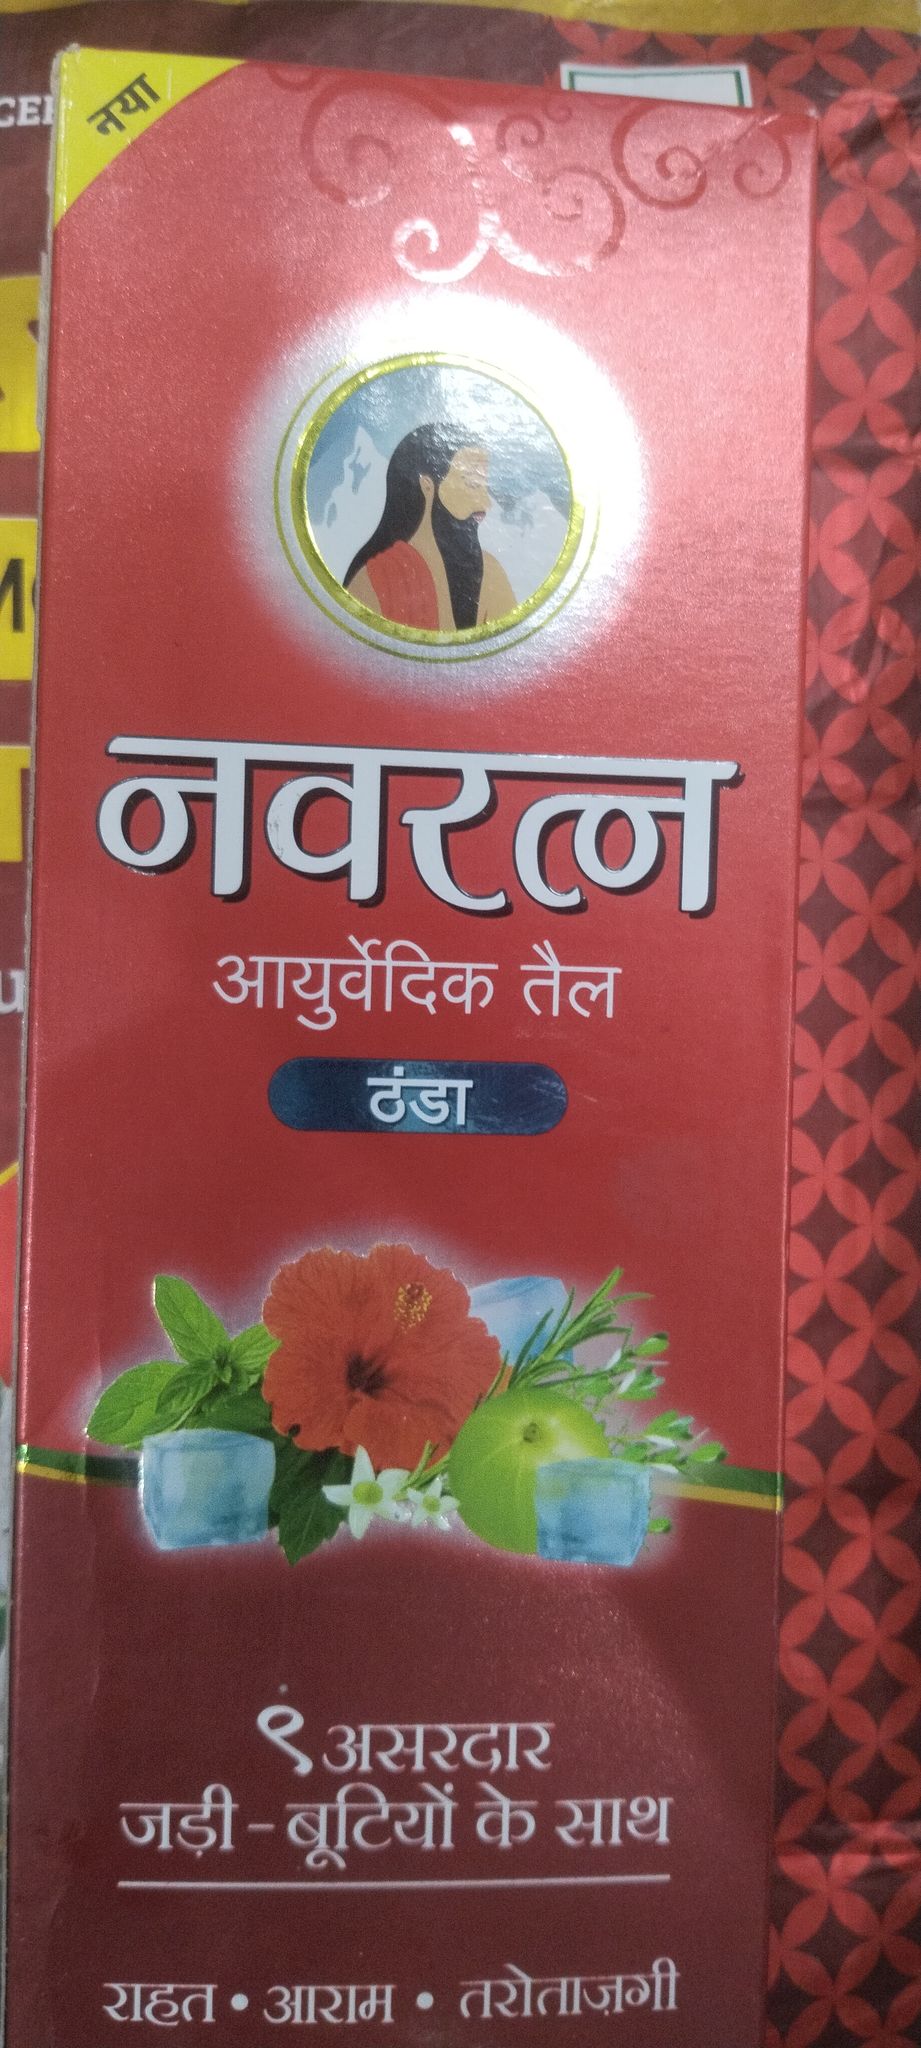 नया
नवरत्न
आयुर्वेदिक तैल
ठंडा
९ असरदार
जड़ी-बूटियों के साथ
राहत • आराम • तरोताज़गी